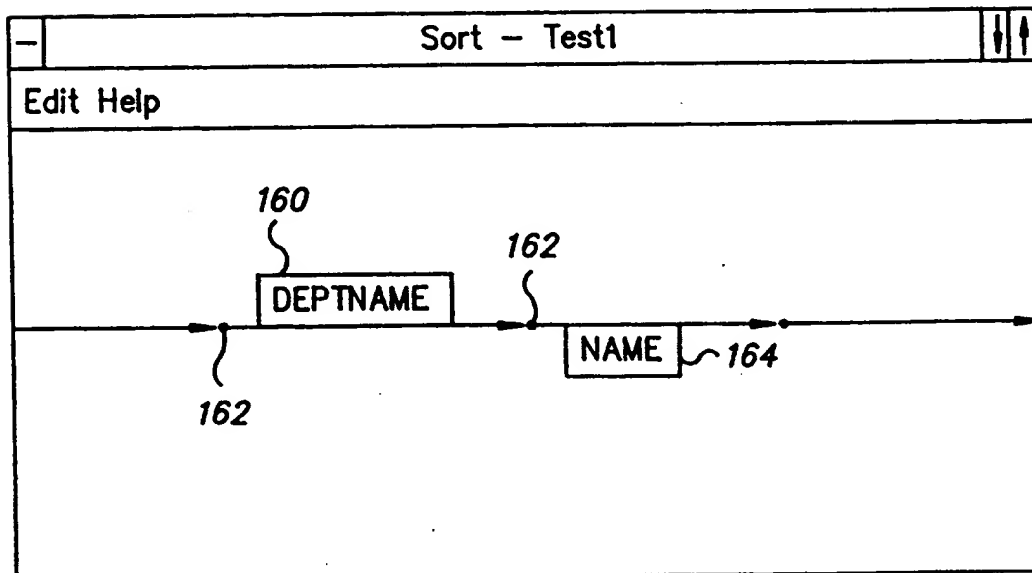 Sort – Test1
Edit Help
160
162
DEPTNAME
NAME
164
162